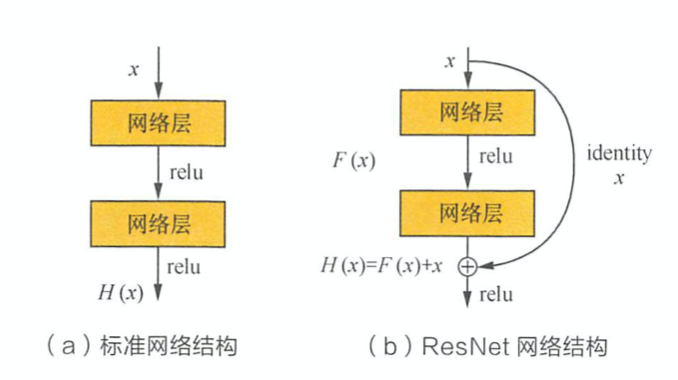 x
网络层
relu
网络层
relu
H(x)
(a)标准网络结构
x
网络层
F(x)
relu
identity
x
网络层
H(x)=F(x)+x
relu
(b)ResNet 网络结构